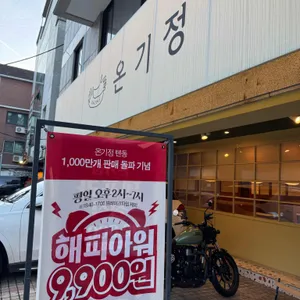 온기정
온기정 텐동
1,000만개 판매 돌파 기념
평일 오후 2시~7시
해피아워
9,900원